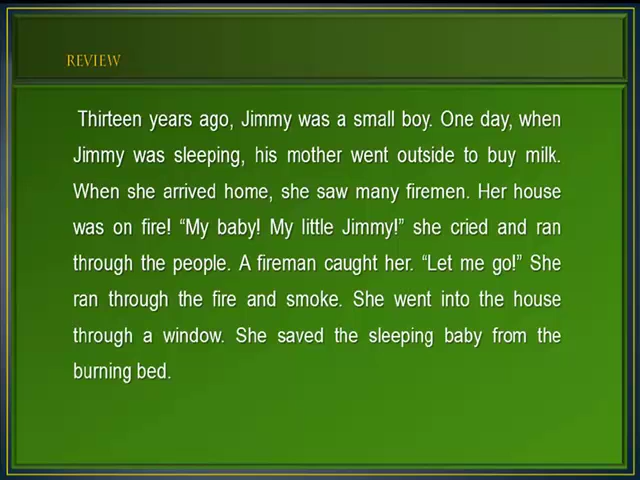 REVIEW
Thirteen years ago, Jimmy was a small boy. One day, when
Jimmy was sleeping, his mother went outside to buy milk.
When she arrived home, she saw many firemen. Her house
was on fire! “My baby! My little Jimmy!” she cried and ran
through the people. A fireman caught her. “Let me go!” She
ran through the fire and smoke. She went into the house
through a window. She saved the sleeping baby from the
burning bed.